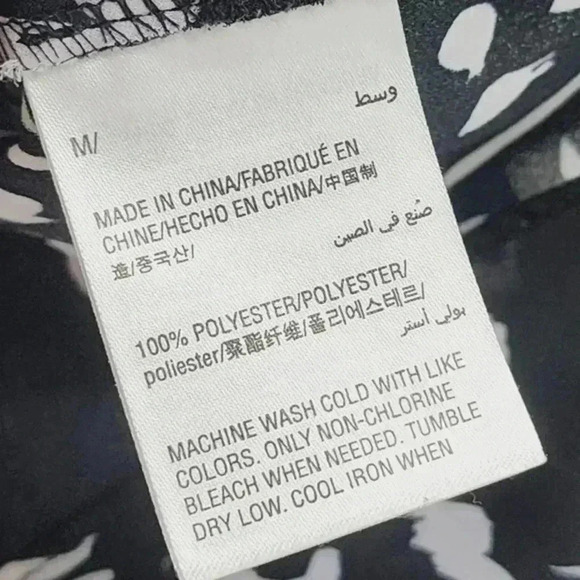 M/
وسط
MADE IN CHINA/FABRIQUÉ EN
CHINE/HECHO EN CHINA/中国制
造/중국산/
صُنع في الصين
100% POLYESTER/POLYESTER/
poliester/聚酯纤维/폴리에스테르/
بولي أستر
MACHINE WASH COLD WITH LIKE
COLORS. ONLY NON-CHLORINE
BLEACH WHEN NEEDED. TUMBLE
DRY LOW. COOL IRON WHEN